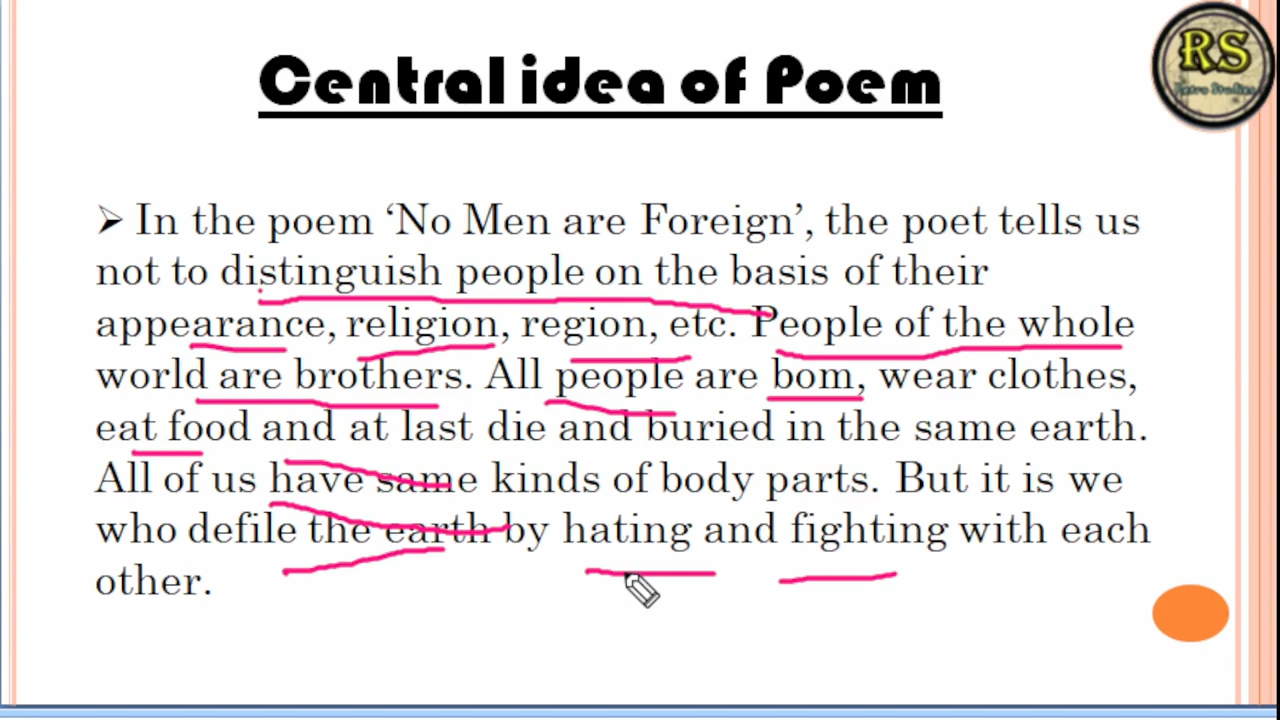 RS
Retro Studies
Central idea of Poem
➢ In the poem ‘No Men are Foreign’, the poet tells us
not to distinguish people on the basis of their
appearance, religion, region, etc. People of the whole
world are brothers. All people are bom, wear clothes,
eat food and at last die and buried in the same earth.
All of us have same kinds of body parts. But it is we
who defile the earth by hating and fighting with each
other.